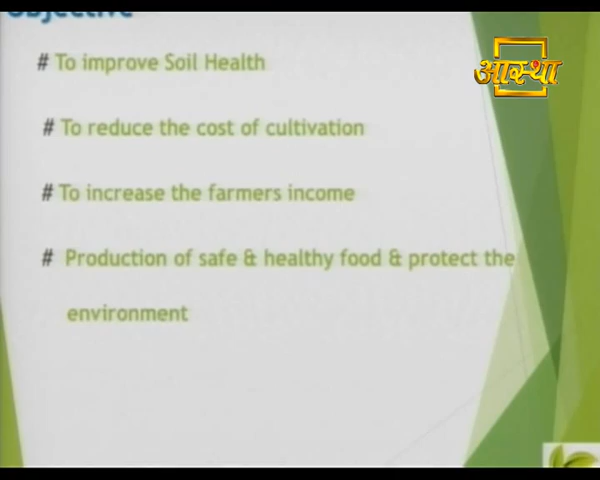 Objective
# To improve Soil Health
आस्था
# To reduce the cost of cultivation
# To increase the farmers income
# Production of safe & healthy food & protect the
environment